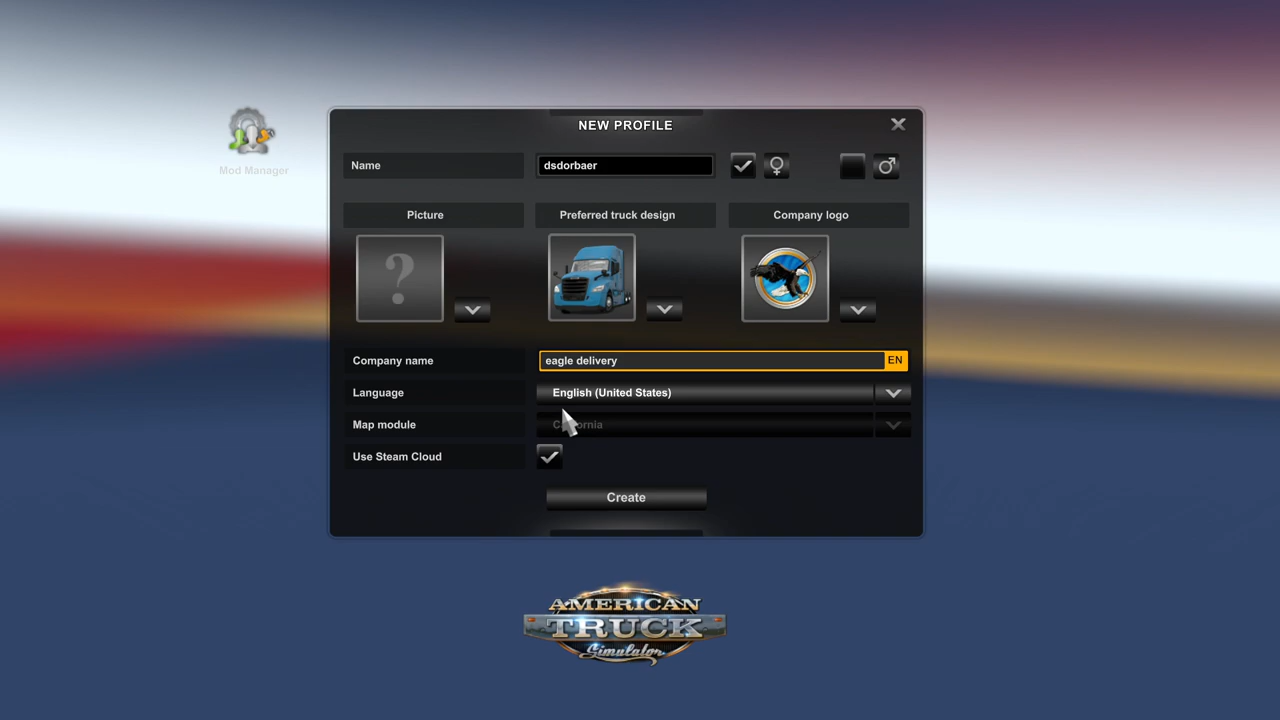 NEW PROFILE
Mod Manager
Name
dsdorbaer
Picture
Preferred truck design
Company logo
?
Company name
eagle delivery
EN
Language
English (United States)
Map module
Use Steam Cloud
Create
AMERICAN
TRUCK
Simulator